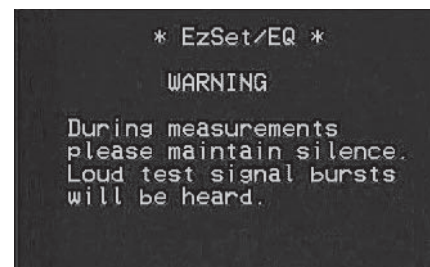 * EzSet/EQ *
WARNING
During measurements
please maintain silence.
Loud test signal bursts
will be heard.